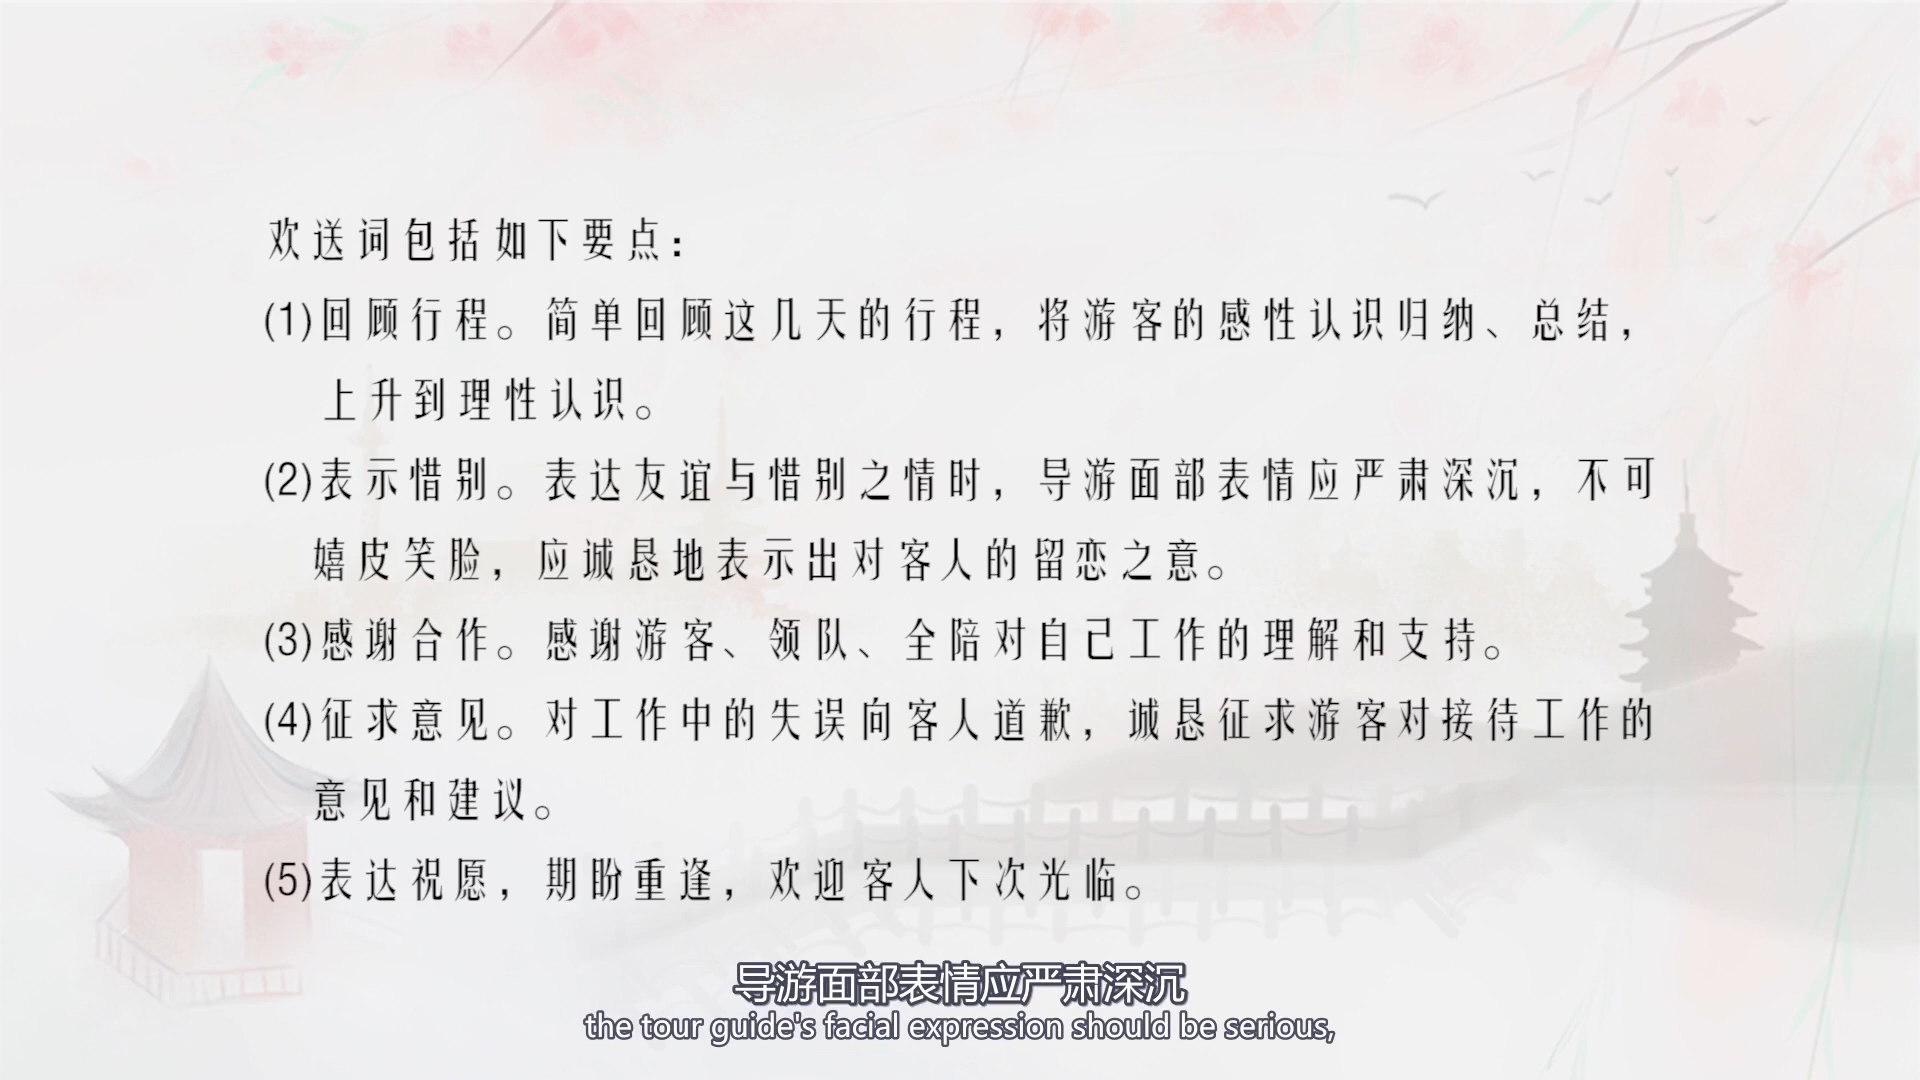 欢送词包括如下要点：
(1)回顾行程。简单回顾这几天的行程，将游客的感性认识归纳、总结，
上升到理性认识。
(2)表示惜别。表达友谊与惜别之情时，导游面部表情应严肃深沉，不可
嬉皮笑脸，应诚恳地表示出对客人的留恋之意。
(3)感谢合作。感谢游客、领队、全陪对自己工作的理解和支持。
(4)征求意见。对工作中的失误向客人道歉，诚恳征求游客对接待工作的
意见和建议。
(5)表达祝愿，期盼重逢，欢迎客人下次光临。
导游面部表情应严肃深沉
the tour guide's facial expression should be serious,